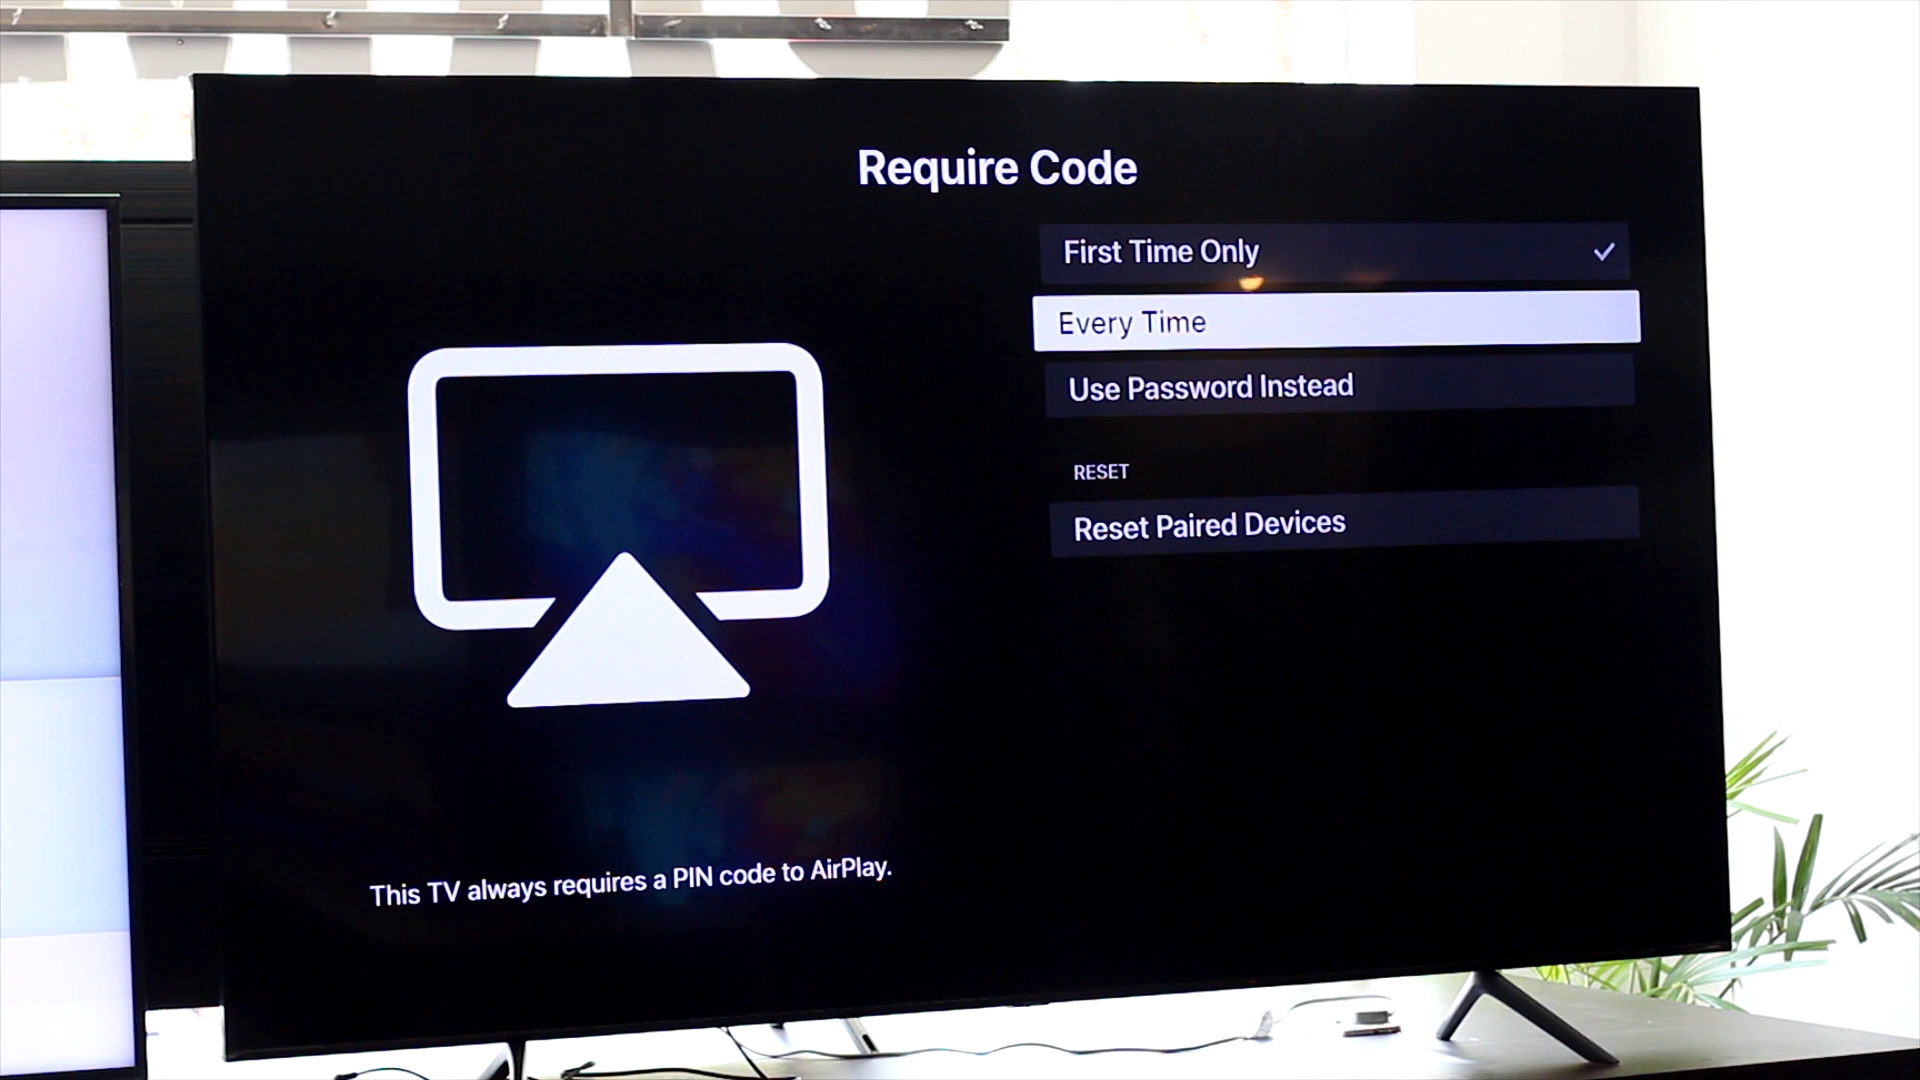 Require Code
First Time Only
Every Time
Use Password Instead
RESET
Reset Paired Devices
This TV always requires a PIN code to AirPlay.